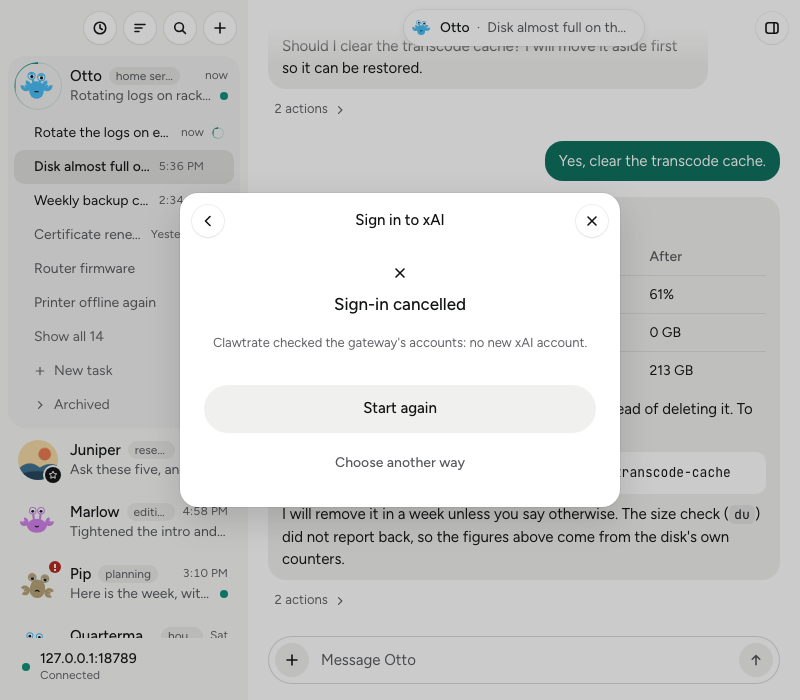 Otto · Disk almost full on th...
Otto home ser... now
Rotating logs on rack...
Rotate the logs on e... now
Disk almost full o... 5:36 PM
Weekly backup c... 2:34
Certificate rene... Yeste
Router firmware
Printer offline again
Show all 14
+ New task
Archived
Juniper rese...
Ask these five, an
Marlow editi... 4:58 PM
Tightened the intro and...
Pip planning 3:10 PM
Here is the week, wit...
Quarterma hou... Sat
127.0.0.1:18789
Connected
Should I clear the transcode cache? I will move it aside first
so it can be restored.
2 actions
Yes, clear the transcode cache.
After
61%
0 GB
213 GB
ead of deleting it. To
transcode-cache
I will remove it in a week unless you say otherwise. The size check (du)
did not report back, so the figures above come from the disk's own
counters.
2 actions
Message Otto
Sign in to xAI
Sign-in cancelled
Clawtrate checked the gateway's accounts: no new xAI account.
Start again
Choose another way